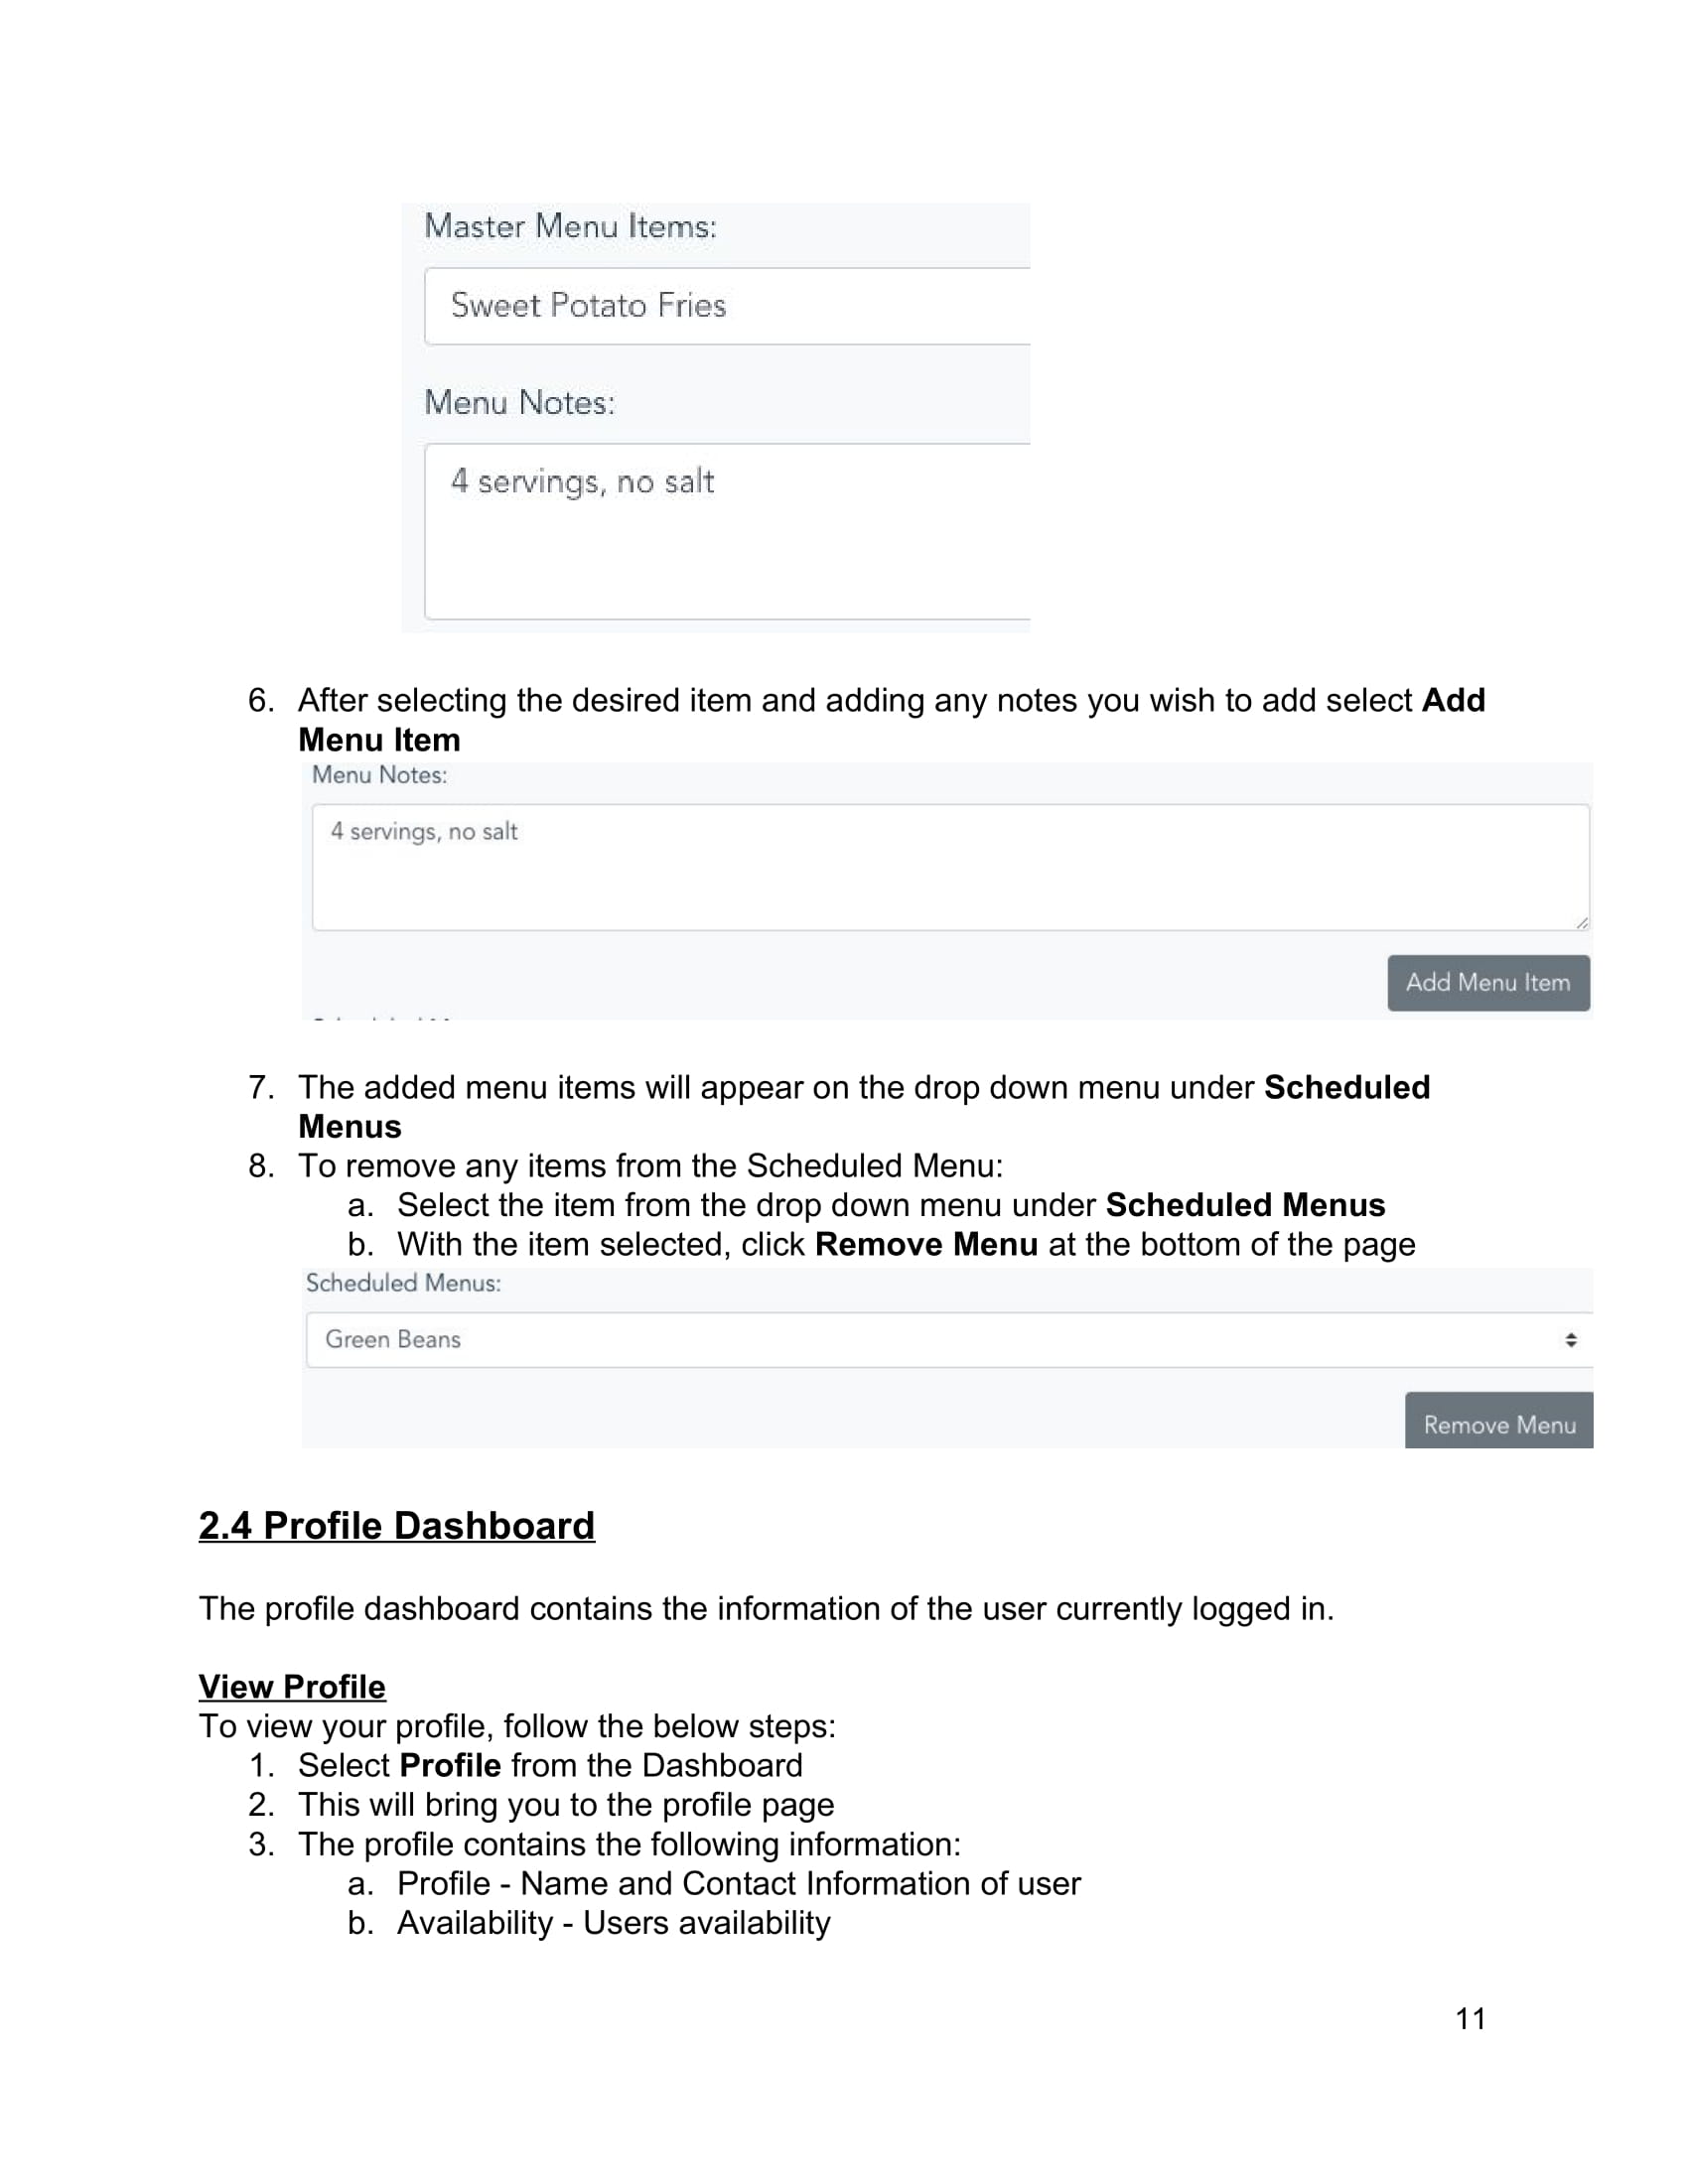 Master Menu Items:
Sweet Potato Fries
Menu Notes:
4 servings, no salt
6. After selecting the desired item and adding any notes you wish to add select Add
Menu Item
Menu Notes:
4 servings, no salt
Add Menu Item
7. The added menu items will appear on the drop down menu under Scheduled
Menus
8. To remove any items from the Scheduled Menu:
a. Select the item from the drop down menu under Scheduled Menus
b. With the item selected, click Remove Menu at the bottom of the page
Scheduled Menus:
Green Beans
Remove Menu
2.4 Profile Dashboard
The profile dashboard contains the information of the user currently logged in.
View Profile
To view your profile, follow the below steps:
1. Select Profile from the Dashboard
2. This will bring you to the profile page
3. The profile contains the following information:
a. Profile - Name and Contact Information of user
b. Availability - Users availability
11